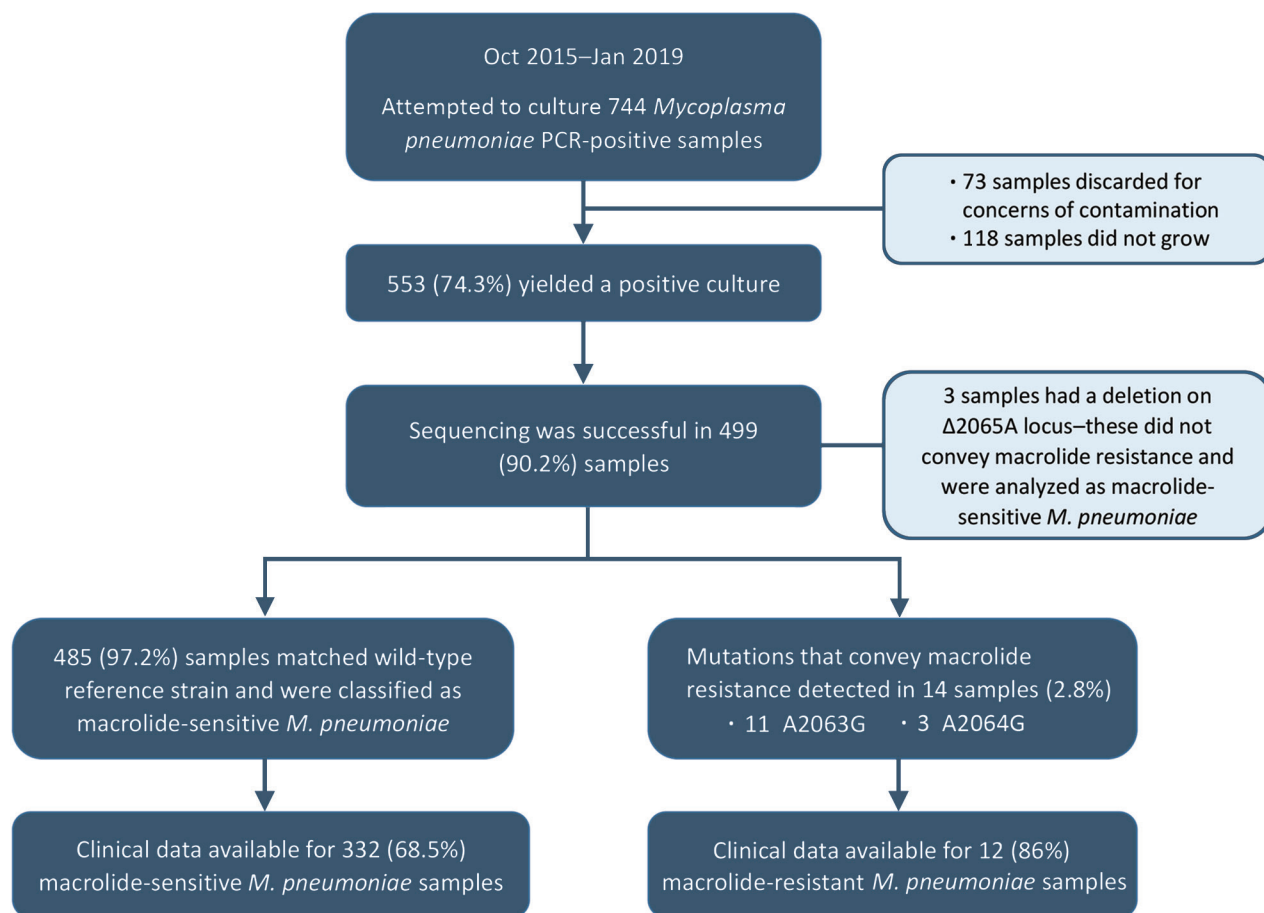 Oct 2015–Jan 2019
Attempted to culture 744 Mycoplasma
pneumoniae PCR-positive samples
· 73 samples discarded for
concerns of contamination
· 118 samples did not grow
553 (74.3%) yielded a positive culture
Sequencing was successful in 499
(90.2%) samples
3 samples had a deletion on
Δ2065A locus–these did not
convey macrolide resistance and
were analyzed as macrolide-
sensitive M. pneumoniae
485 (97.2%) samples matched wild-type
reference strain and were classified as
macrolide-sensitive M. pneumoniae
Mutations that convey macrolide
resistance detected in 14 samples (2.8%)
· 11 A2063G · 3 A2064G
Clinical data available for 332 (68.5%)
macrolide-sensitive M. pneumoniae samples
Clinical data available for 12 (86%)
macrolide-resistant M. pneumoniae samples